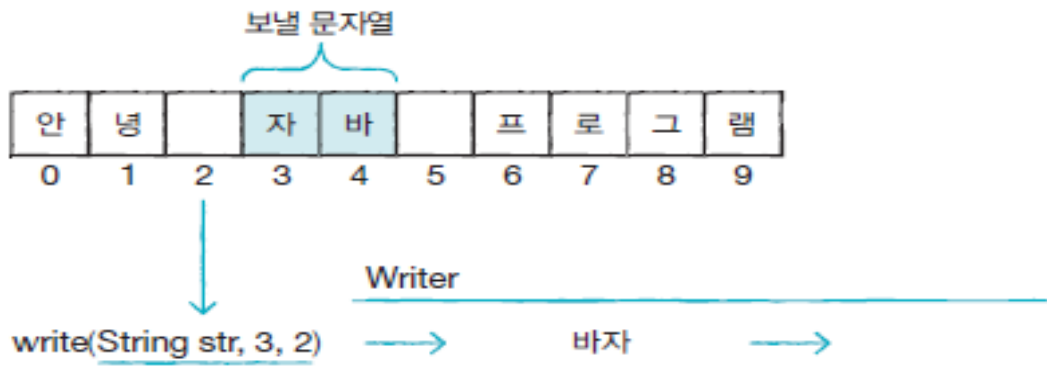 보낼 문자열
안 녕 자 바 프 로 그 램
0 1 2 3 4 5 6 7 8 9
Writer
write(String str, 3, 2) 바자